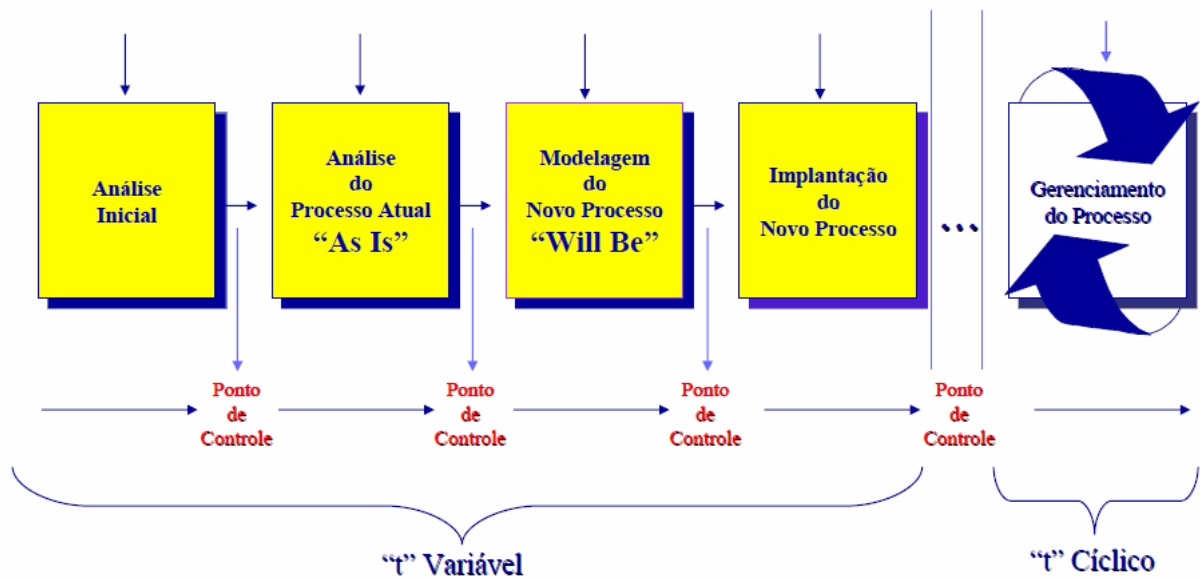 Análise
Inicial
Análise
do
Processo Atual
“As Is”
Modelagem
do
Novo Processo
“Will Be”
Implantação
do
Novo Processo
...
Gerenciamento
do Processo
Ponto
de
Controle
Ponto
de
Controle
Ponto
de
Controle
Ponto
de
Controle
“t” Variável
“t” Cíclico